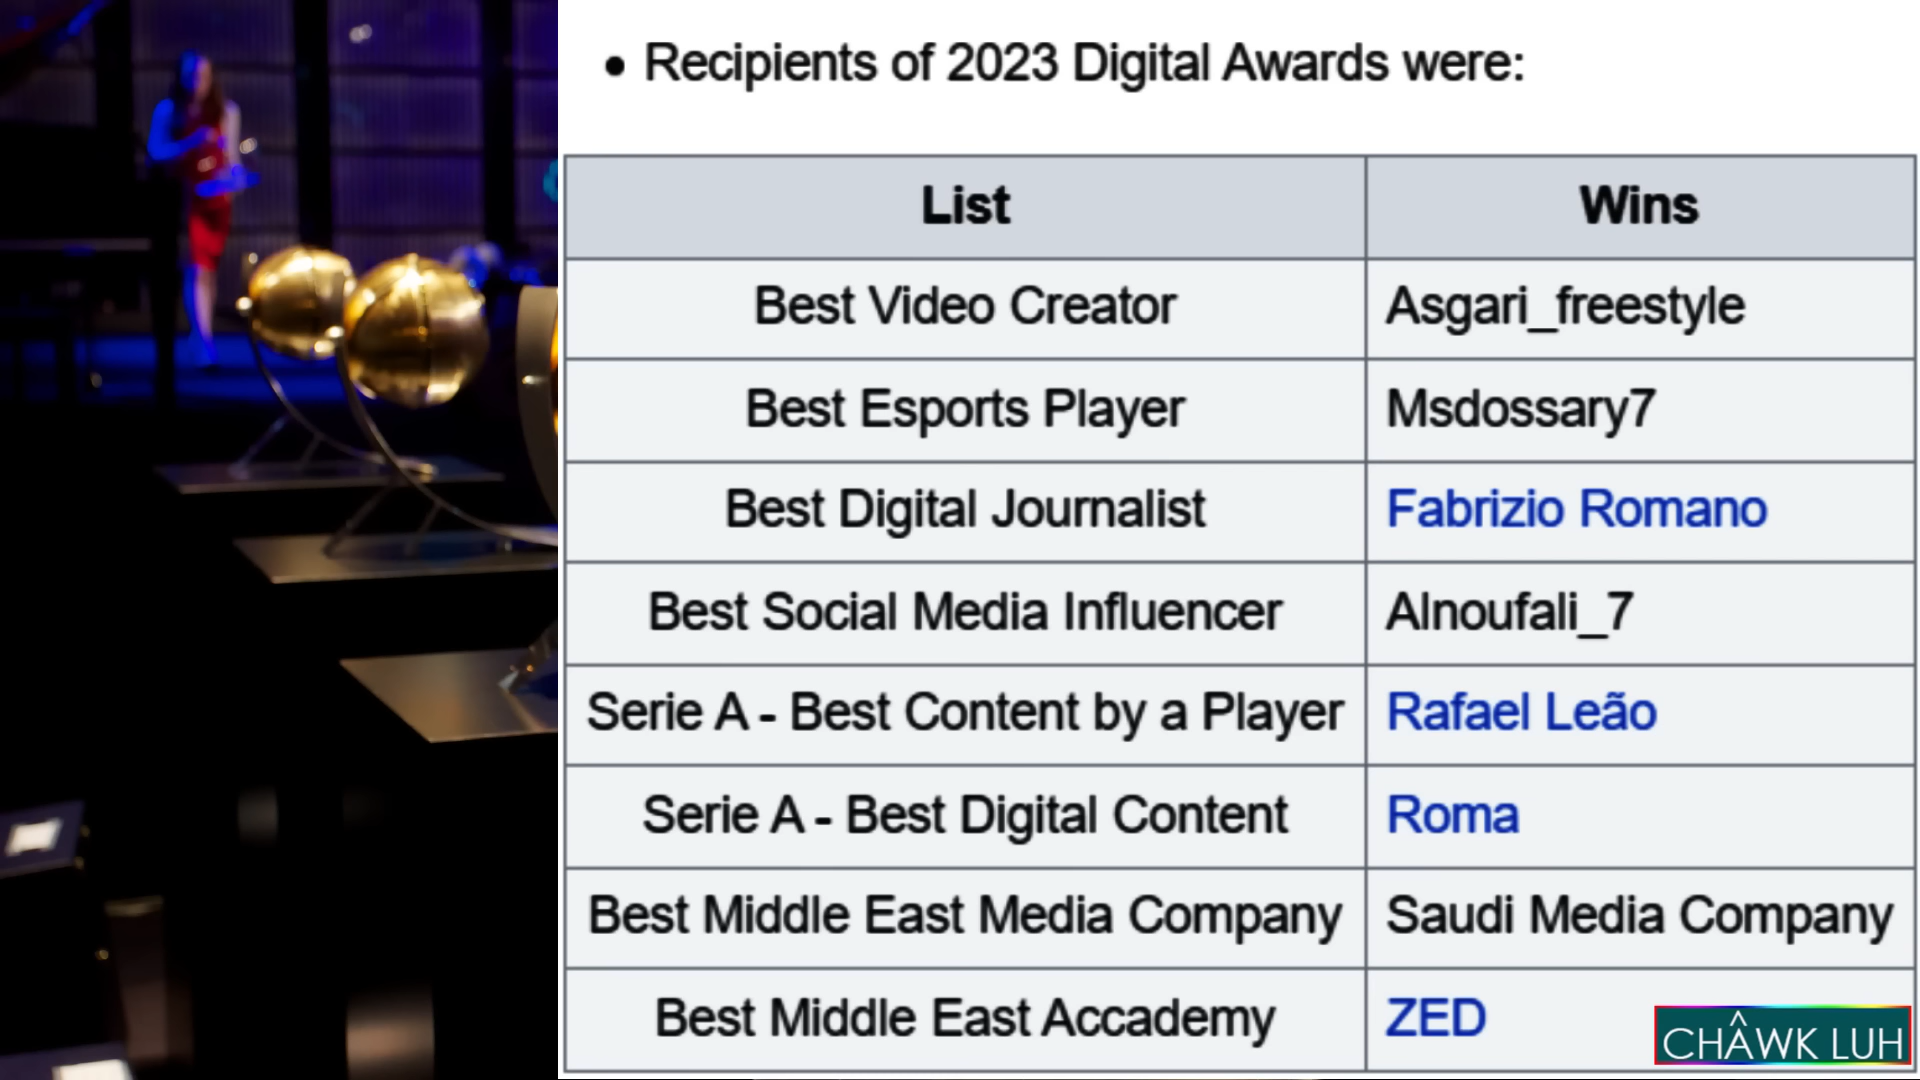 • Recipients of 2023 Digital Awards were:
List Wins
Best Video Creator Asgari_freestyle
Best Esports Player Msdossary7
Best Digital Journalist Fabrizio Romano
Best Social Media Influencer Alnoufali_7
Serie A - Best Content by a Player Rafael Leão
Serie A - Best Digital Content Roma
Best Middle East Media Company Saudi Media Company
Best Middle East Accademy ZED
CHÂWK LUH